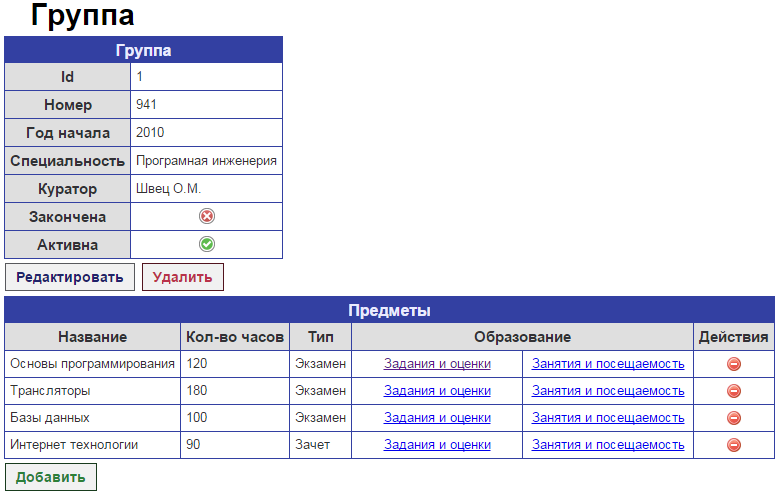 Группа
Группа
Id 1
Номер 941
Год начала 2010
Специальность Програмная инженерия
Куратор Швец О.М.
Закончена
Активна
Редактировать Удалить
Предметы
Название Кол-во часов Тип Образование Действия
Основы программирования 120 Экзамен Задания и оценки Занятия и посещаемость
Трансляторы 180 Экзамен Задания и оценки Занятия и посещаемость
Базы данных 100 Экзамен Задания и оценки Занятия и посещаемость
Интернет технологии 90 Зачет Задания и оценки Занятия и посещаемость
Добавить